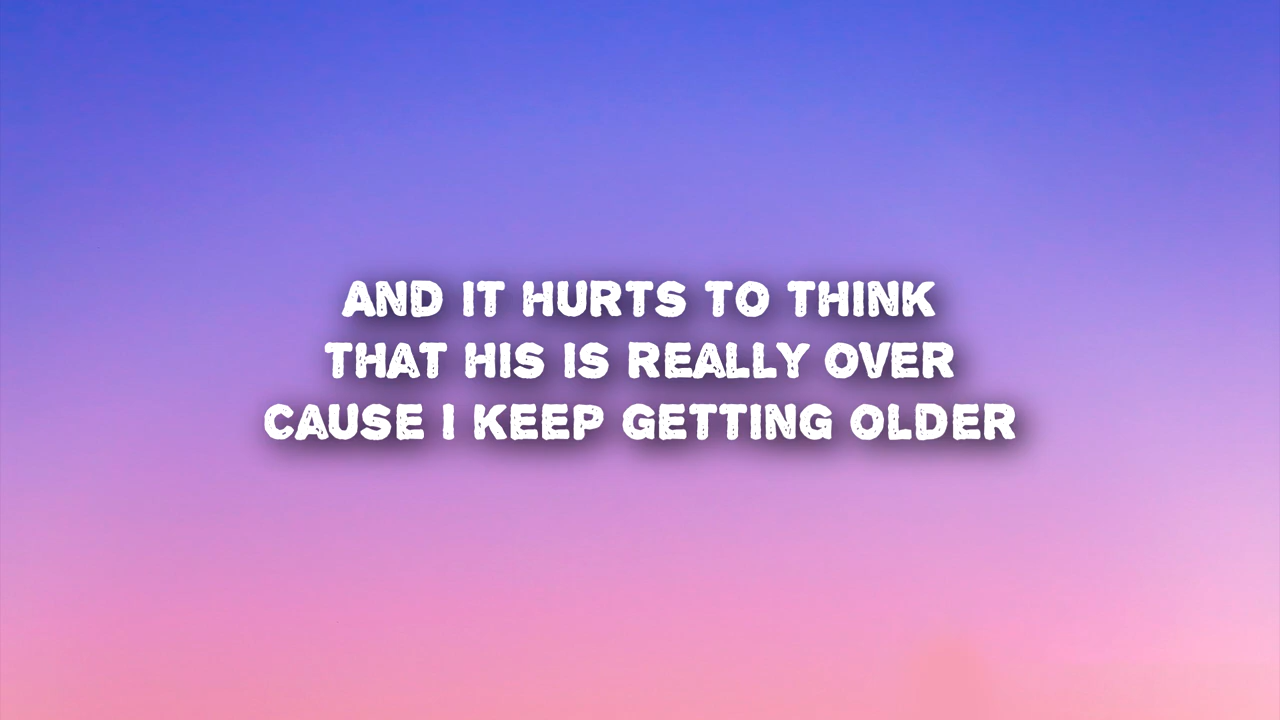 AND IT HURTS TO THINK
THAT HIS IS REALLY OVER
CAUSE I KEEP GETTING OLDER